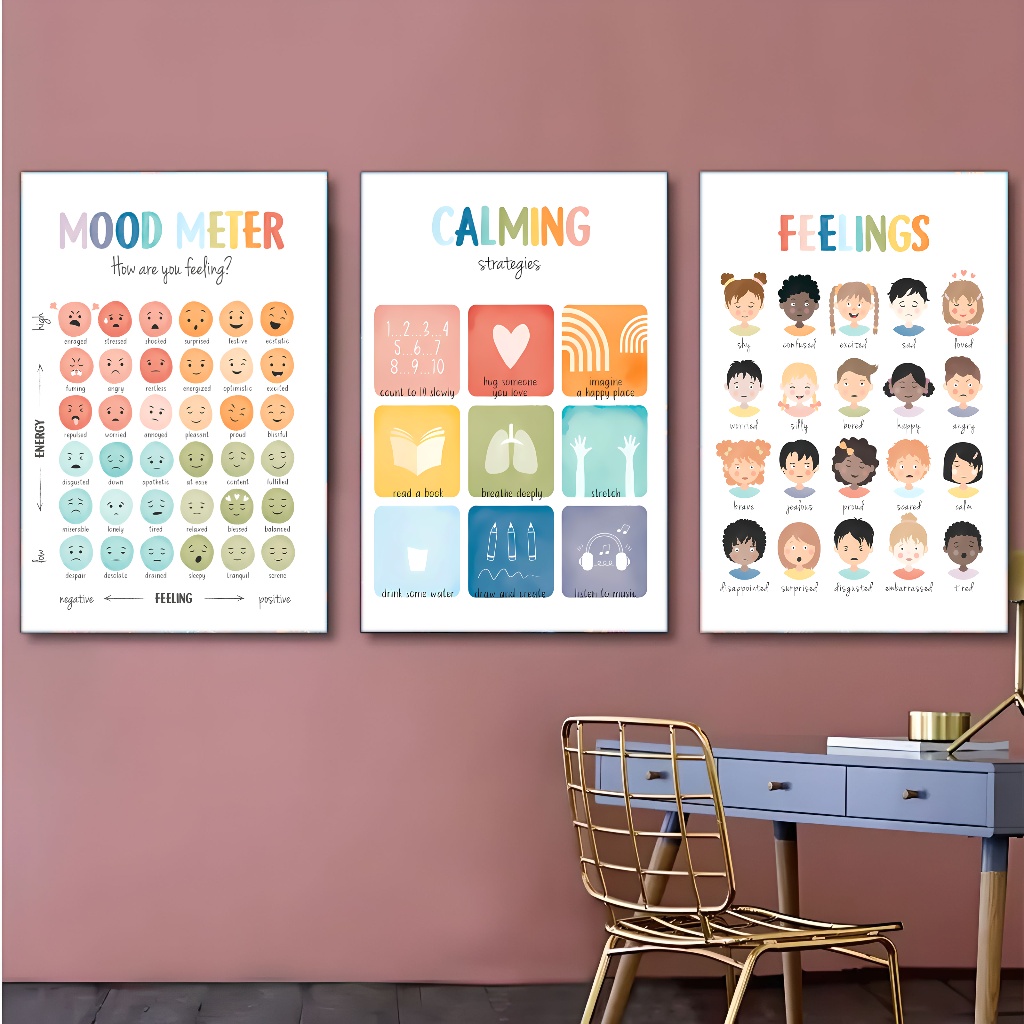 MOOD METER
How are you feeling?
high
enraged stressed shocked surprised festive ecstatic
fuming angry restless energized optimistic excited
repulsed worried annoyed pleasant proud blissful
ENERGY
disgusted down apathetic at ease content fulfilled
miserable lonely tired relaxed blessed balanced
low
despair desolate drained sleepy tranquil serene
negative FEELING positive
CALMING
strategies
1...2...3...4
5...6...7
8...9...10
count to 10 slowly
hug someone
you love
imagine
a happy place
read a book
breathe deeply
stretch
drink some water
draw and create
listen to music
FEELINGS
shy confused excited sad loved
worried silly bored happy angry
brave jealous proud scared calm
disappointed surprised disgusted embarrassed tired